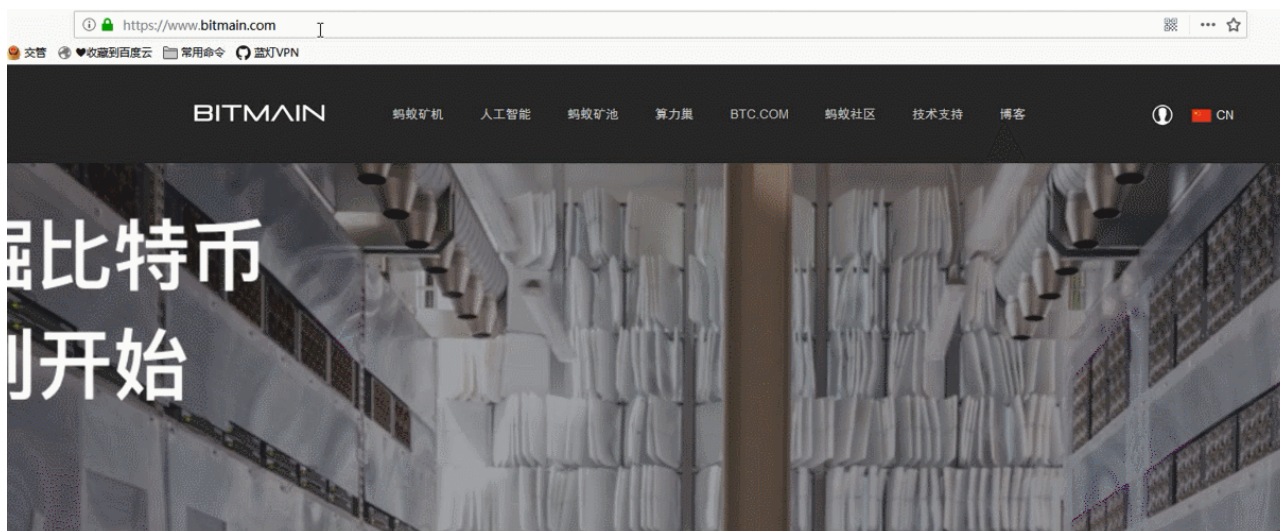 https://www.bitmain.com
交管 ♥收藏到百度云 常用命令 蓝灯VPN
BITMAIN 蚂蚁矿机 人工智能 蚂蚁矿池 算力巢 BTC.COM 蚂蚁社区 技术支持 博客 CN
掘比特币
刻开始